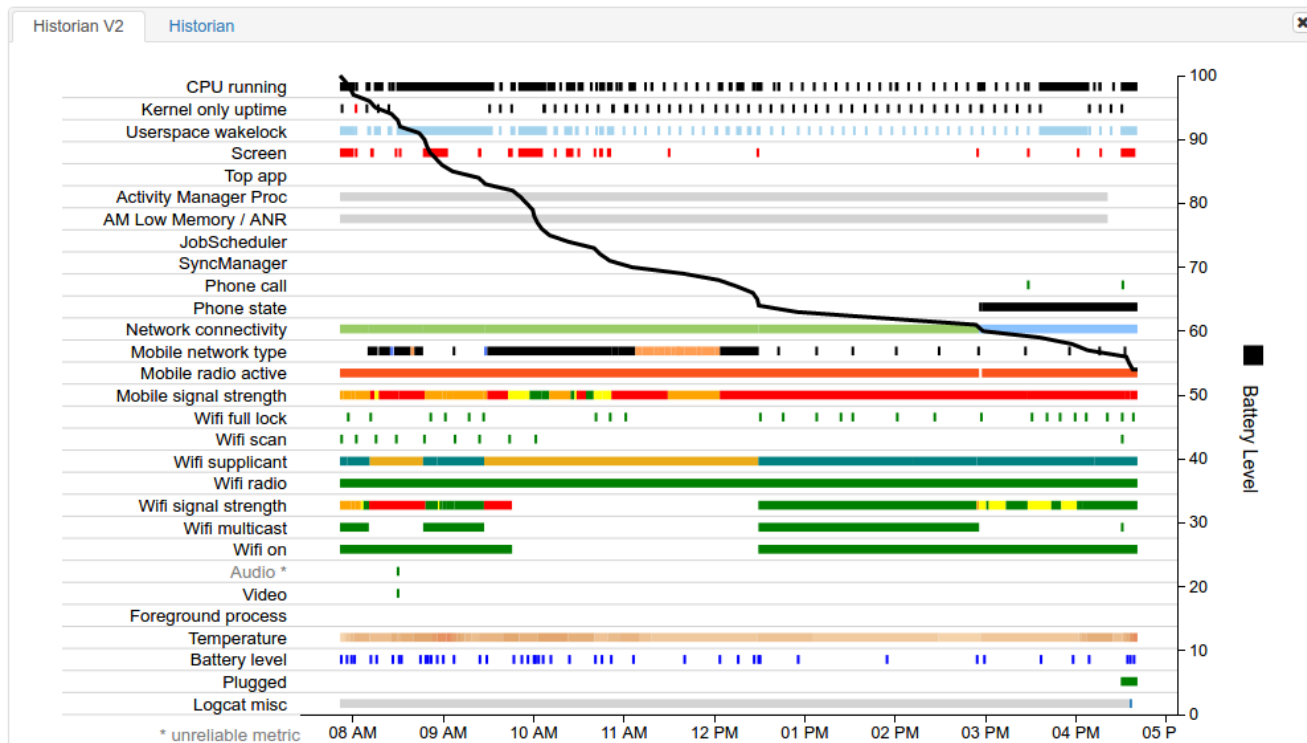 Historian V2 Historian
CPU running 100
Kernel only uptime
Userspace wakelock 90
Screen
Top app
Activity Manager Proc 80
AM Low Memory / ANR
JobScheduler
SyncManager 70
Phone call
Phone state
Network connectivity 60
Mobile network type
Mobile radio active
Mobile signal strength 50
Wifi full lock
Wifi scan
Wifi supplicant 40
Wifi radio
Wifi signal strength
Wifi multicast 30
Wifi on
Audio *
Video 20
Foreground process
Temperature
Battery level 10
Plugged
Logcat misc 0
Battery Level
* unreliable metric 08 AM 09 AM 10 AM 11 AM 12 PM 01 PM 02 PM 03 PM 04 PM 05 P